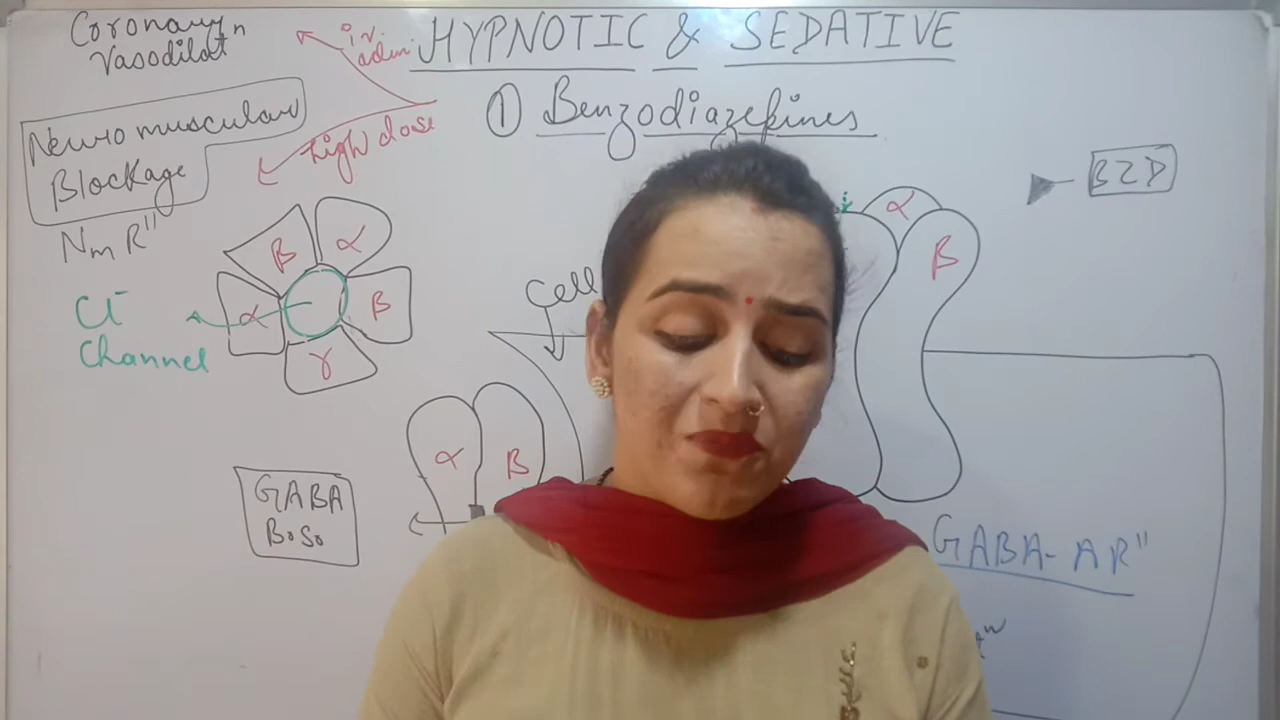 Coronary
Vasodilatn
i.v.
adm.
HYPNOTIC & SEDATIVE
① Benzodiazepines
high dose
Neuro muscular
Blockage
NmR"
BZD
α
β
β
α
α
β
γ
Cl-
Channel
Cell
α
β
GABA
B.S.
GABA-AR"